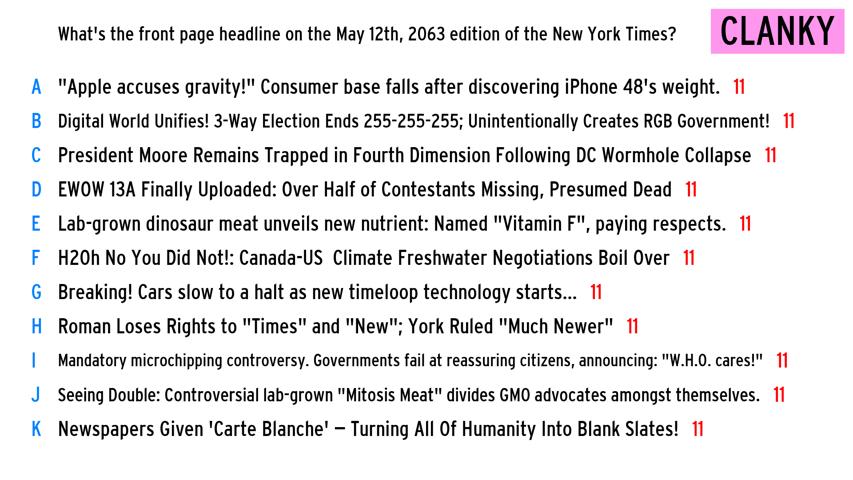 What's the front page headline on the May 12th, 2063 edition of the New York Times?
CLANKY
A "Apple accuses gravity!" Consumer base falls after discovering iPhone 48's weight. 11
B Digital World Unifies! 3-Way Election Ends 255-255-255; Unintentionally Creates RGB Government! 11
C President Moore Remains Trapped in Fourth Dimension Following DC Wormhole Collapse 11
D EWOW 13A Finally Uploaded: Over Half of Contestants Missing, Presumed Dead 11
E Lab-grown dinosaur meat unveils new nutrient: Named "Vitamin F", paying respects. 11
F H2Oh No You Did Not!: Canada-US Climate Freshwater Negotiations Boil Over 11
G Breaking! Cars slow to a halt as new timeloop technology starts... 11
H Roman Loses Rights to "Times" and "New"; York Ruled "Much Newer" 11
I Mandatory microchipping controversy. Governments fail at reassuring citizens, announcing: "W.H.O. cares!" 11
J Seeing Double: Controversial lab-grown "Mitosis Meat" divides GMO advocates amongst themselves. 11
K Newspapers Given 'Carte Blanche' – Turning All Of Humanity Into Blank Slates! 11